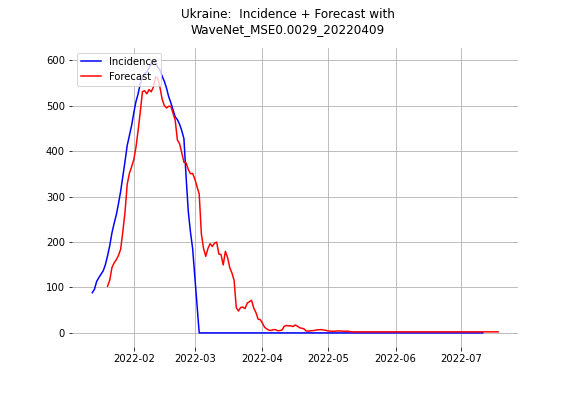 Ukraine:  Incidence + Forecast with
WaveNet_MSE0.0029_20220409
Incidence
Forecast
600
500
400
300
200
100
0
2022-02 2022-03 2022-04 2022-05 2022-06 2022-07